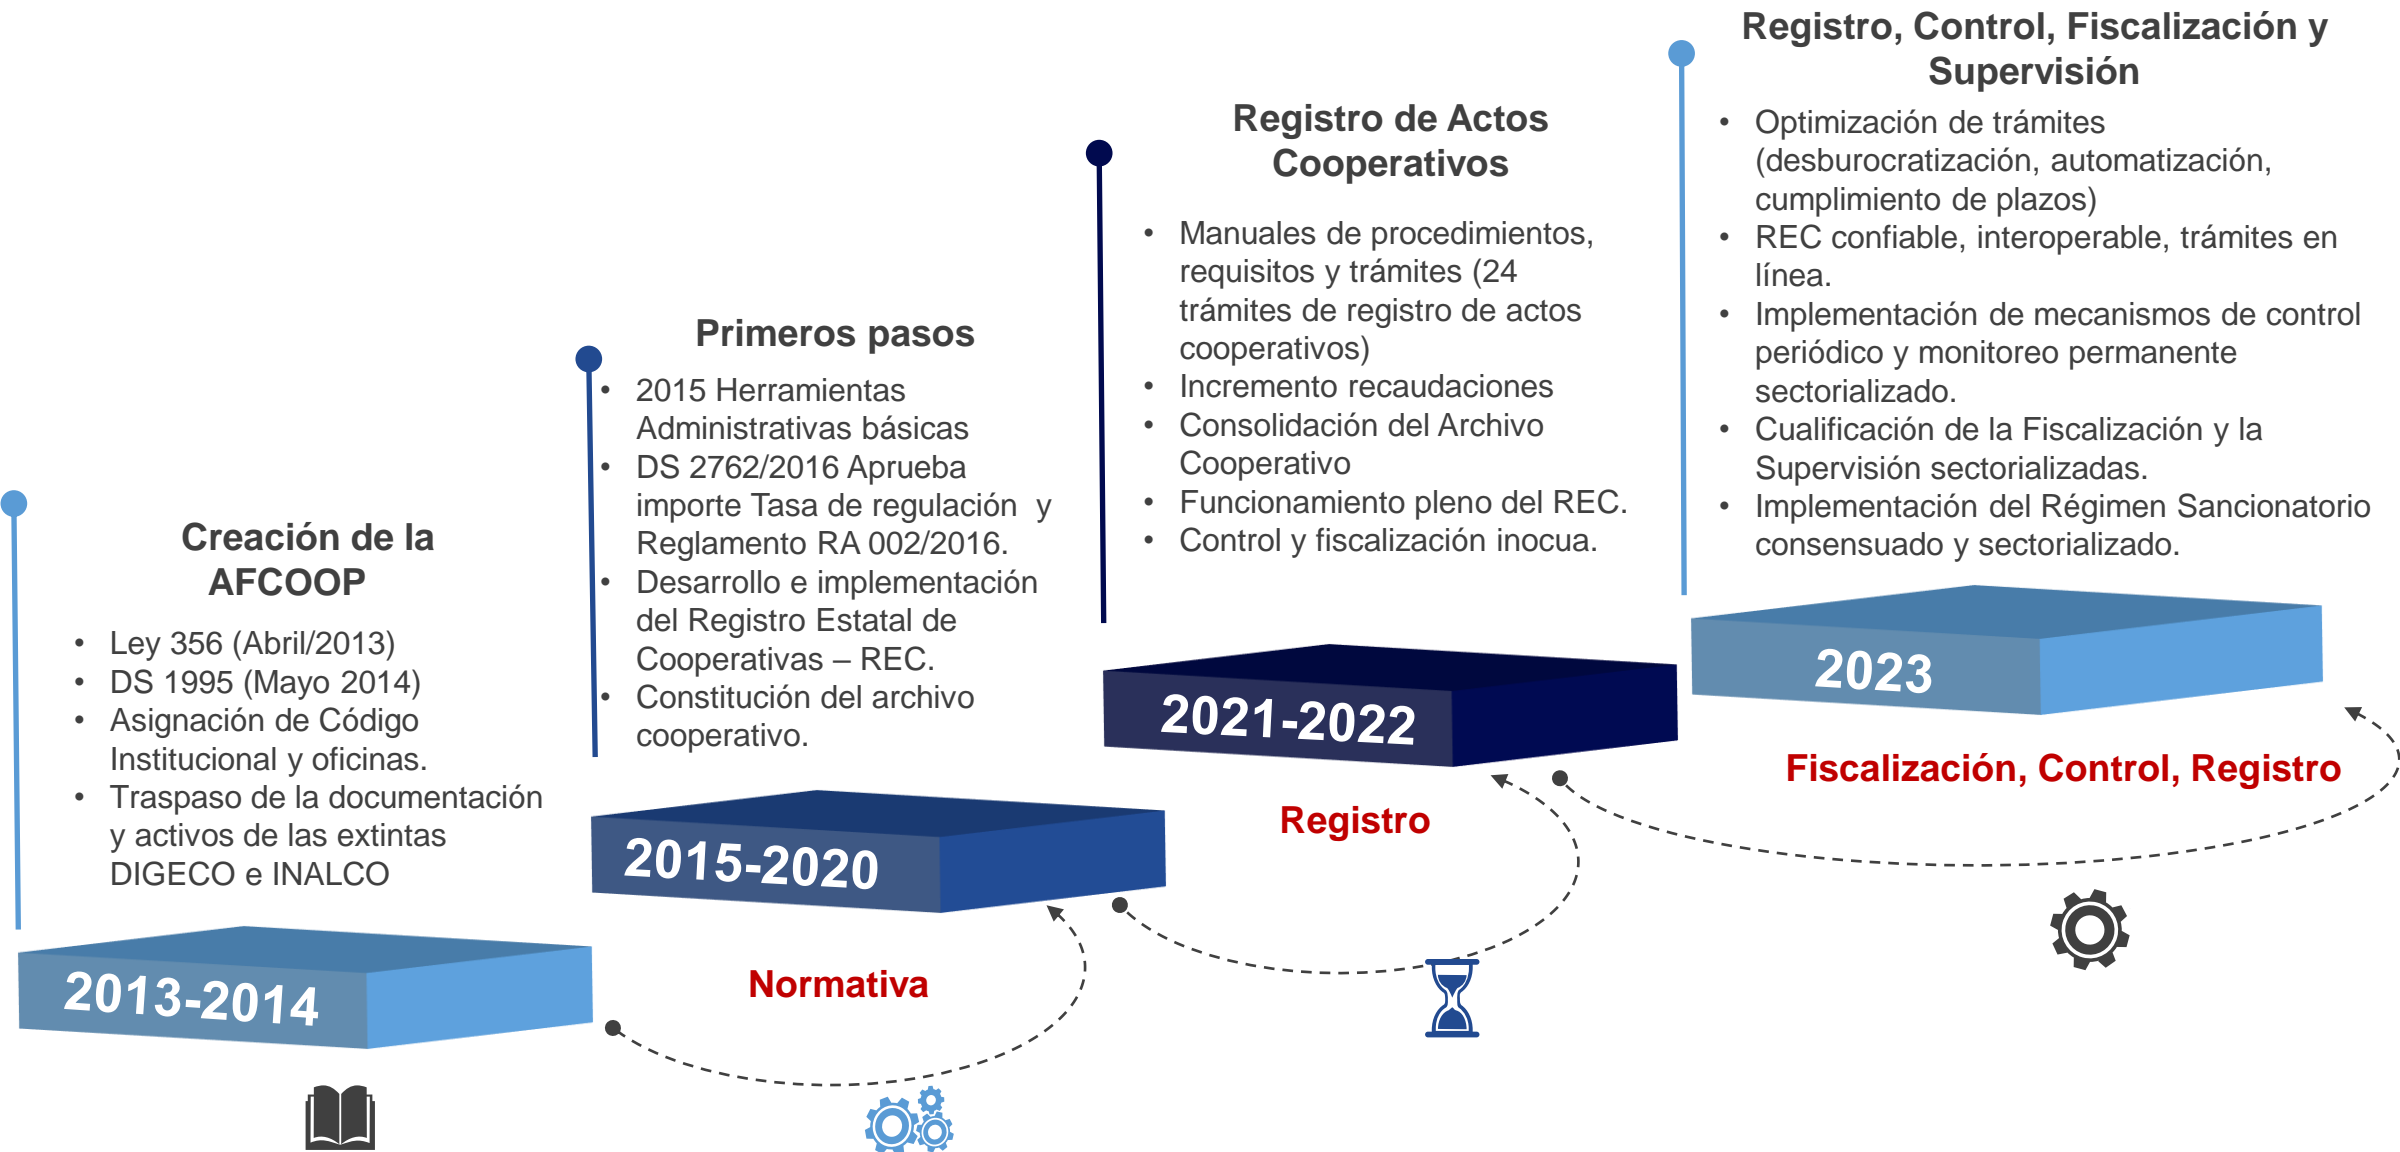 Creación de la
AFCOOP
• Ley 356 (Abril/2013)
• DS 1995 (Mayo 2014)
• Asignación de Código
Institucional y oficinas.
• Traspaso de la documentación
y activos de las extintas
DIGECO e INALCO
2013-2014
Primeros pasos
• 2015 Herramientas
Administrativas básicas
• DS 2762/2016 Aprueba
importe Tasa de regulación y
Reglamento RA 002/2016.
• Desarrollo e implementación
del Registro Estatal de
Cooperativas – REC.
• Constitución del archivo
cooperativo.
2015-2020
Normativa
Registro de Actos
Cooperativos
• Manuales de procedimientos,
requisitos y trámites (24
trámites de registro de actos
cooperativos)
• Incremento recaudaciones
• Consolidación del Archivo
Cooperativo
• Funcionamiento pleno del REC.
• Control y fiscalización inocua.
2021-2022
Registro
Registro, Control, Fiscalización y
Supervisión
• Optimización de trámites
(desburocratización, automatización,
cumplimiento de plazos)
• REC confiable, interoperable, trámites en
línea.
• Implementación de mecanismos de control
periódico y monitoreo permanente
sectorializado.
• Cualificación de la Fiscalización y la
Supervisión sectorializadas.
• Implementación del Régimen Sancionatorio
consensuado y sectorializado.
2023
Fiscalización, Control, Registro